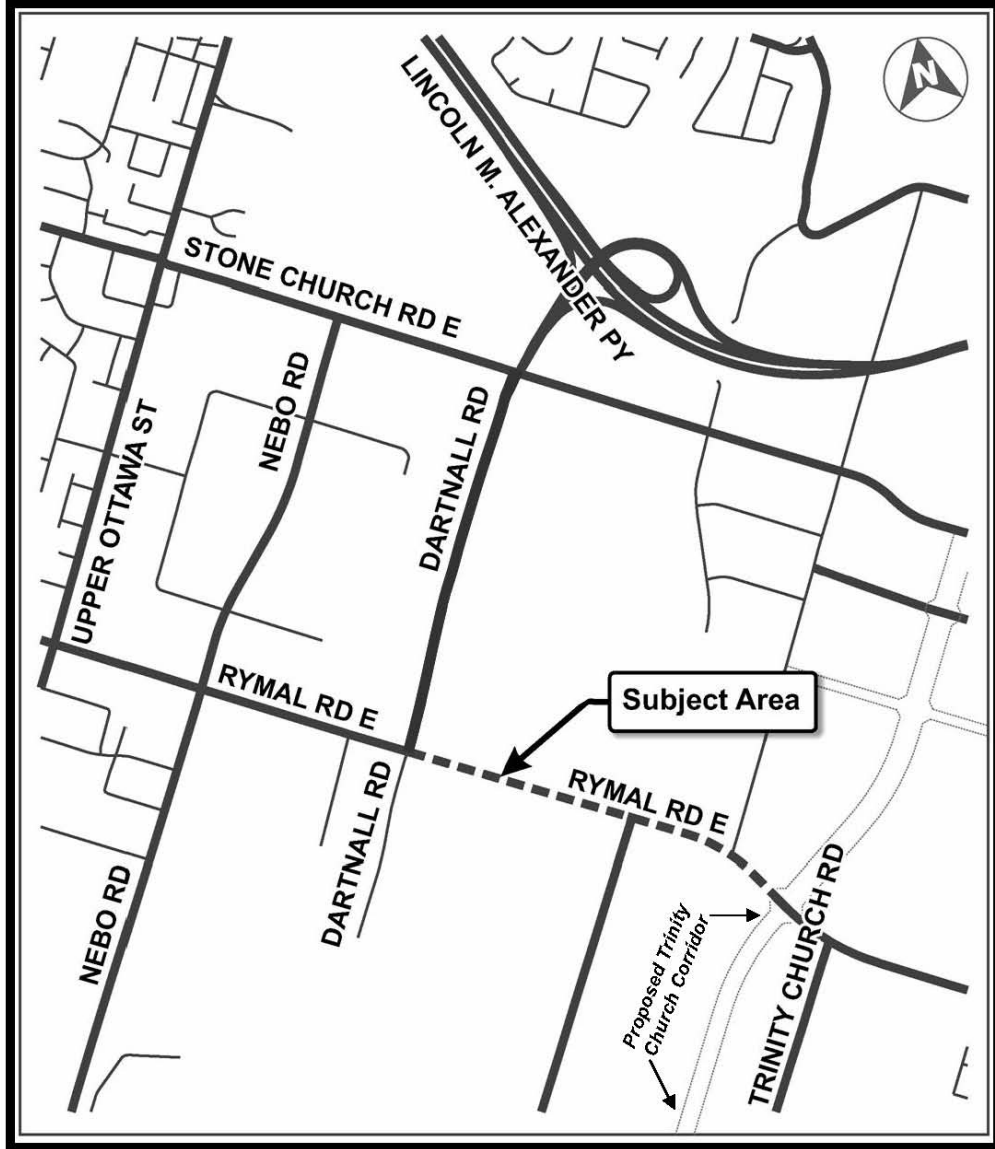 N
LINCOLN M. ALEXANDER PY
STONE CHURCH RD E
NEBO RD
DARTNALL RD
UPPER OTTAWA ST
RYMAL RD E
Subject Area
RYMAL RD E
DARTNALL RD
NEBO RD
Proposed Trinity
Church Corridor
TRINITY CHURCH RD